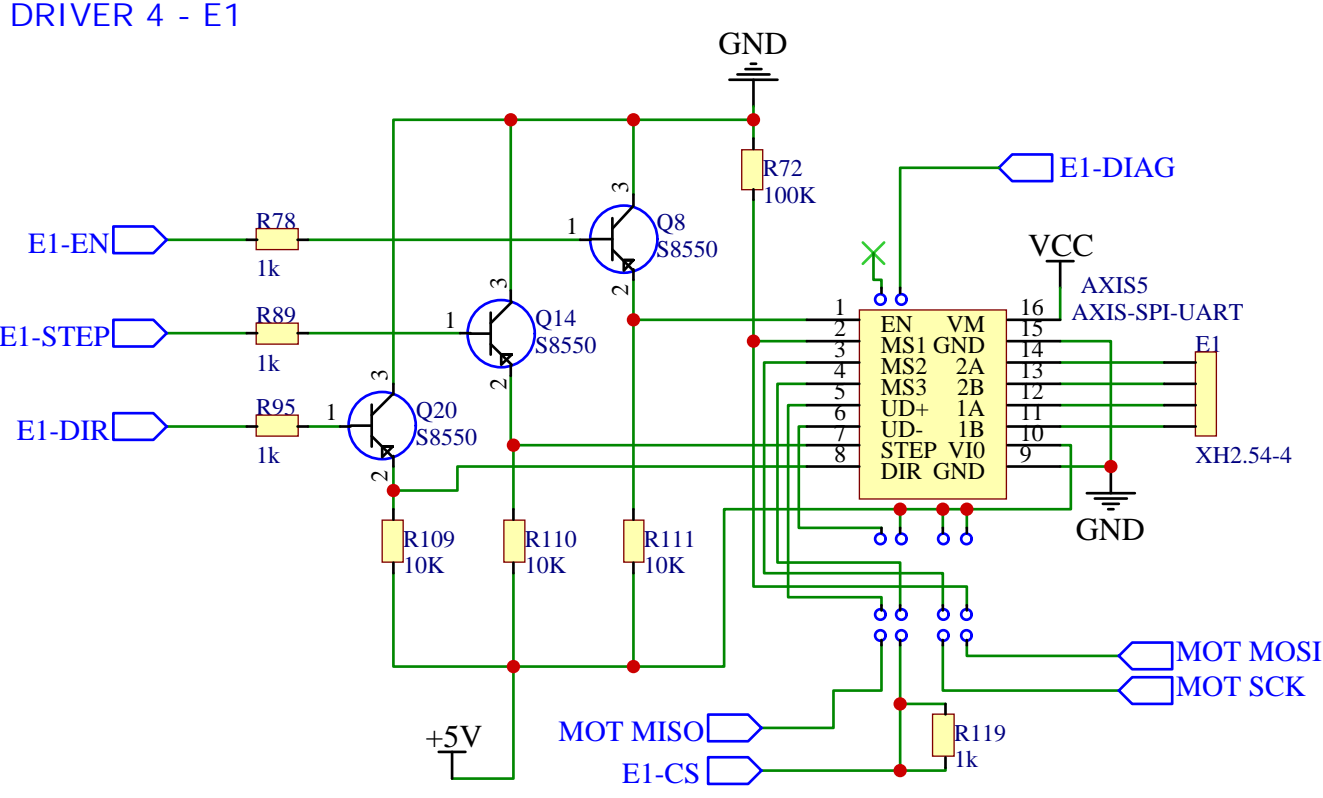 DRIVER 4 - E1
GND
R72
100K
E1-DIAG
E1-EN
R78
1k
1
3
2
Q8
S8550
E1-STEP
R89
1k
1
3
2
Q14
S8550
E1-DIR
R95
1k
1
3
2
Q20
S8550
VCC
AXIS5
AXIS-SPI-UART
1
2
3
4
5
6
7
8
EN VM
MS1 GND
MS2 2A
MS3 2B
UD+ 1A
UD- 1B
STEP VI0
DIR GND
16
15
14
13
12
11
10
9
E1
XH2.54-4
GND
R109
10K
R110
10K
R111
10K
+5V
MOT MOSI
MOT SCK
MOT MISO
E1-CS
R119
1k